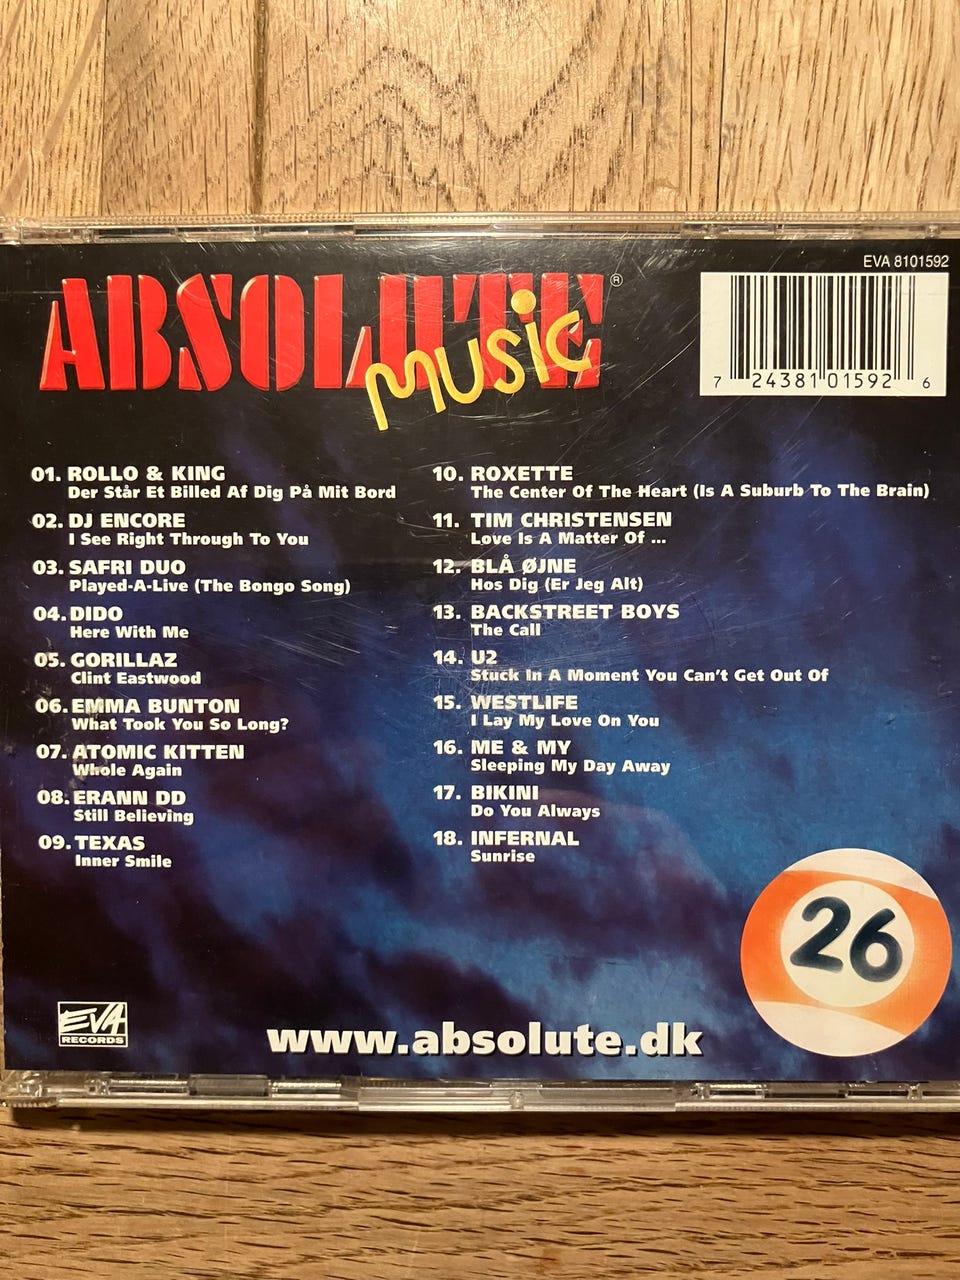 EVA 8101592
ABSOLUTE®
MUSIC
7 24381 01592 6
01. ROLLO & KING
Der Står Et Billed Af Dig På Mit Bord
02. DJ ENCORE
I See Right Through To You
03. SAFRI DUO
Played-A-Live (The Bongo Song)
04. DIDO
Here With Me
05. GORILLAZ
Clint Eastwood
06. EMMA BUNTON
What Took You So Long?
07. ATOMIC KITTEN
Whole Again
08. ERANN DD
Still Believing
09. TEXAS
Inner Smile
10. ROXETTE
The Center Of The Heart (Is A Suburb To The Brain)
11. TIM CHRISTENSEN
Love Is A Matter Of ...
12. BLÅ ØJNE
Hos Dig (Er Jeg Alt)
13. BACKSTREET BOYS
The Call
14. U2
Stuck In A Moment You Can't Get Out Of
15. WESTLIFE
I Lay My Love On You
16. ME & MY
Sleeping My Day Away
17. BIKINI
Do You Always
18. INFERNAL
Sunrise
26
EVA
RECORDS
www.absolute.dk